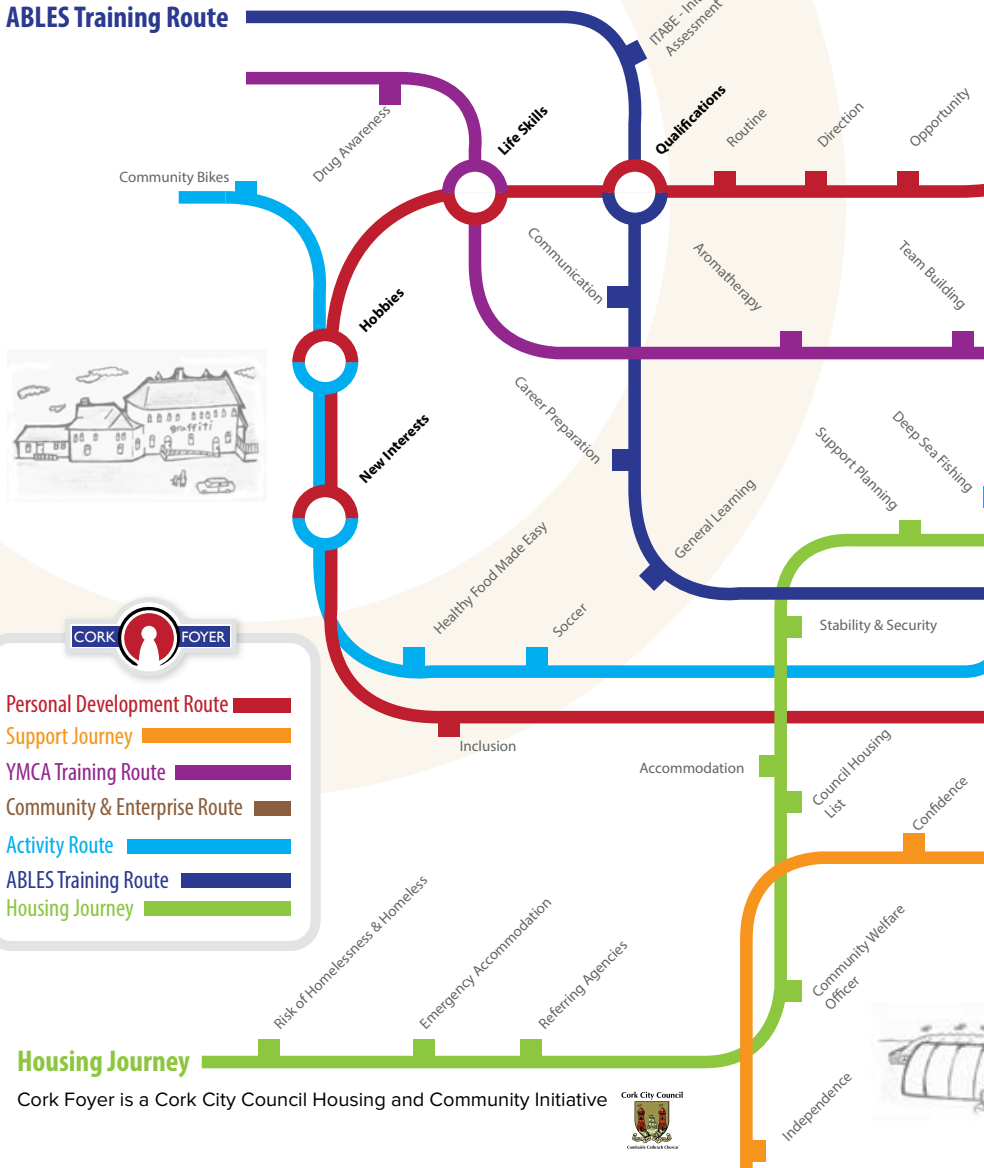 ABLES Training Route
ITABE - 
Assessment
Drug Awareness
Life Skills
Qualifications
Routine
Direction
Opportunity
Community Bikes
Communication
Aromatherapy
Team Building
Hobbies
graffiti
Career Preparation
New Interests
Support Planning
Deep Sea Fishing
General Learning
Healthy Food Made Easy
Soccer
Stability & Security
CORK FOYER
Personal Development Route
Support Journey
YMCA Training Route
Community & Enterprise Route
Activity Route
ABLES Training Route
Housing Journey
Inclusion
Accommodation
Council Housing
List
Confidence
Risk of Homelessness & Homeless
Emergency Accommodation
Referring Agencies
Community Welfare
Officer
Housing Journey
Independence
Cork Foyer is a Cork City Council Housing and Community Initiative
Cork City Council